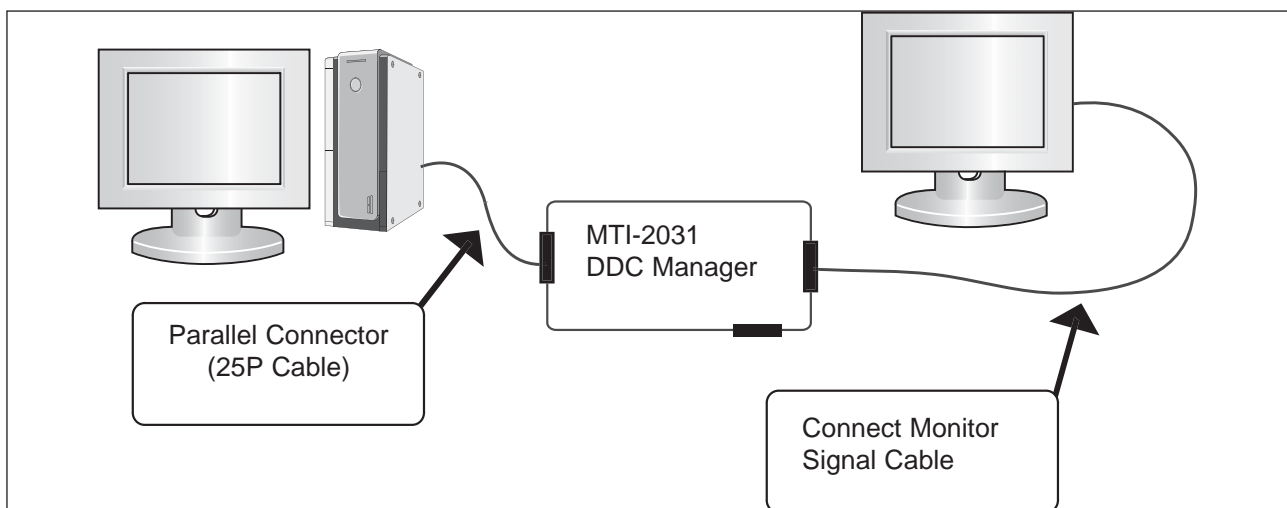 MTI-2031
DDC Manager
Parallel Connector
(25P Cable)
Connect Monitor
Signal Cable